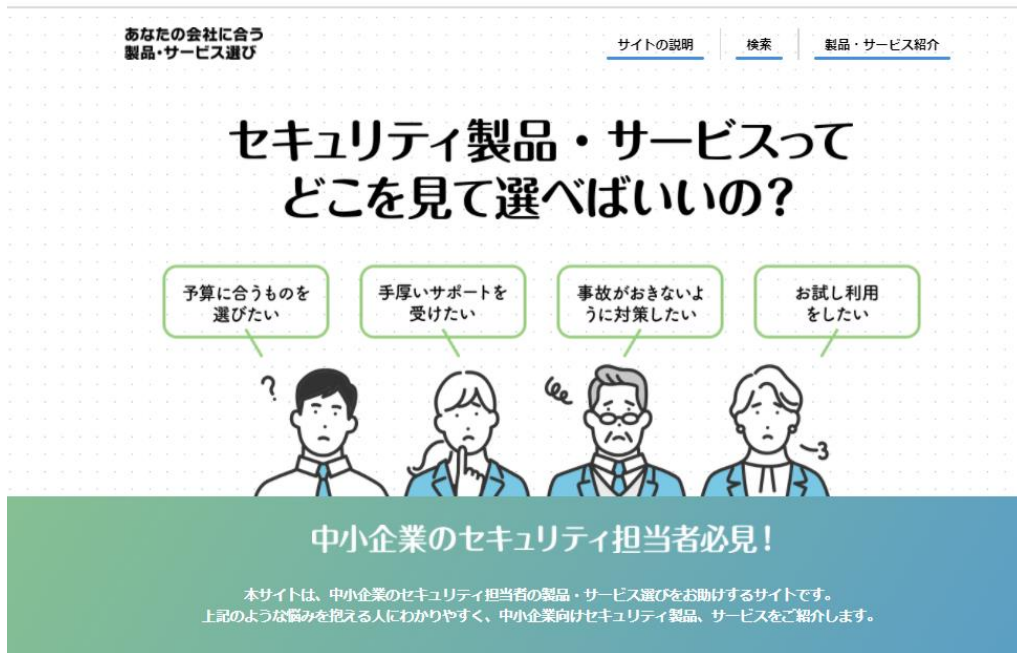 あなたの会社に合う
製品・サービス選び
サイトの説明
検索
製品・サービス紹介
セキュリティ製品・サービスって
どこを見て選べばいいの?
予算に合うものを
選びたい
手厚いサポートを
受けたい
事故がおきないよ
うに対策したい
お試し利用
をしたい
?
中小企業のセキュリティ担当者必見!
本サイトは、中小企業のセキュリティ担当者の製品・サービス選びをお助けするサイトです。
上記のような悩みを抱える人にわかりやすく、中小企業向けセキュリティ製品、サービスをご紹介します。